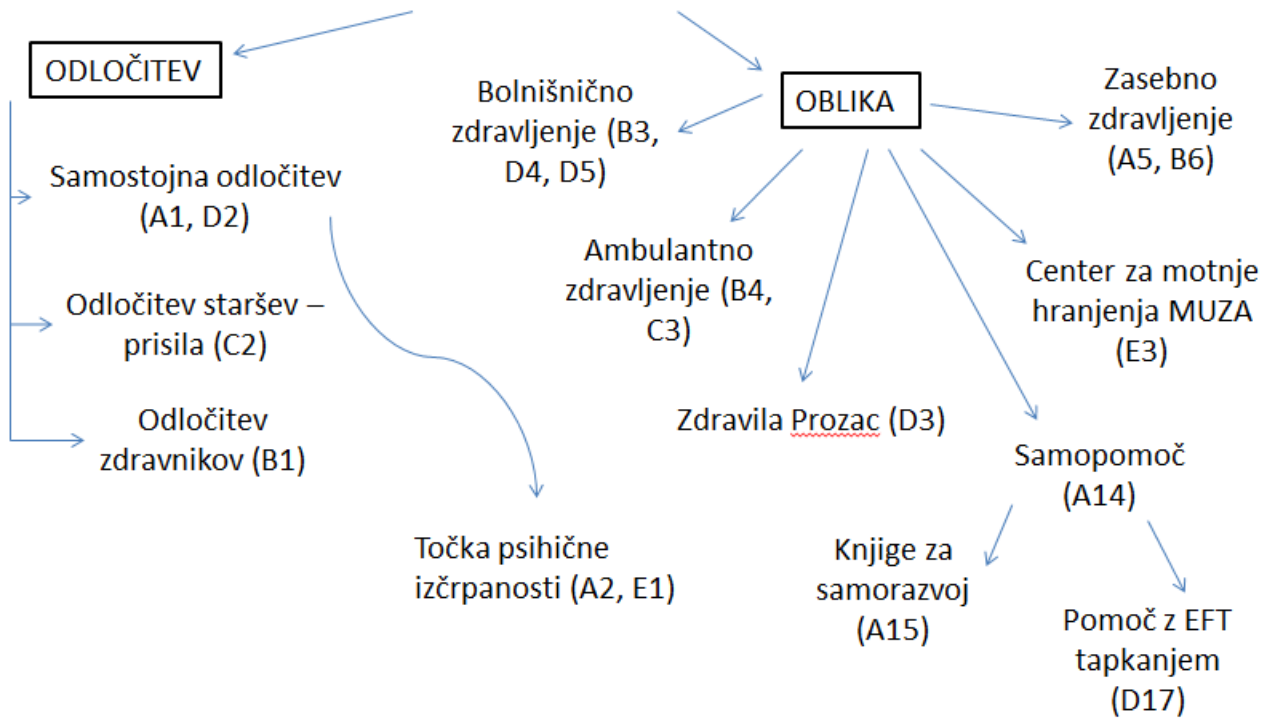 ODLOČITEV
Samostojna odločitev
(A1, D2)
Odločitev staršev –
prisila (C2)
Odločitev
zdravnikov (B1)
Točka psihične
izčrpanosti (A2, E1)
OBLIKA
Bolnišnično
zdravljenje (B3,
D4, D5)
Ambulantno
zdravljenje (B4,
C3)
Zdravila Prozac (D3)
Zasebno
zdravljenje
(A5, B6)
Center za motnje
hranjenja MUZA
(E3)
Samopomoč
(A14)
Knjige za
samorazvoj
(A15)
Pomoč z EFT
tapkanjem
(D17)